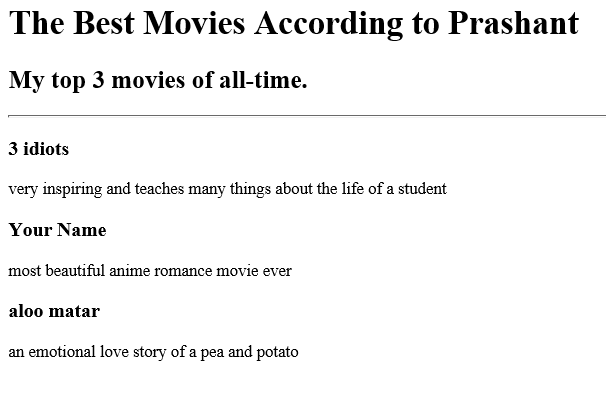 The Best Movies According to Prashant
My top 3 movies of all-time.
3 idiots
very inspiring and teaches many things about the life of a student
Your Name
most beautiful anime romance movie ever
aloo matar
an emotional love story of a pea and potato